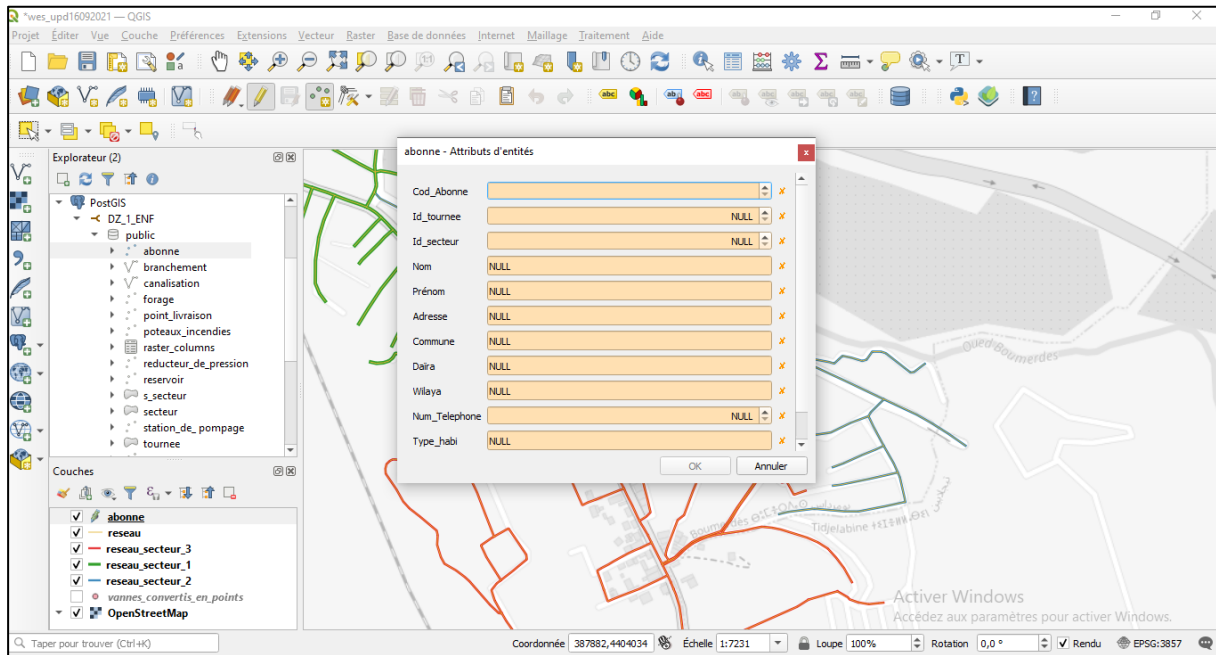 *wes_upd16092021 — QGIS
Projet Éditer Vue Couche Préférences Extensions Vecteur Raster Base de données Internet Maillage Traitement Aide
Explorateur (2)
PostGIS
DZ_1_ENF
public
abonne
branchement
canalisation
forage
point_livraison
poteaux_incendies
raster_columns
reducteur_de_pression
reservoir
s_secteur
secteur
station_de_ pompage
tournee
Couches
abonne
reseau
reseau_secteur_3
reseau_secteur_1
reseau_secteur_2
vannes_convertis_en_points
OpenStreetMap
abonne - Attributs d'entités
Cod_Abonne
Id_tournee NULL
Id_secteur NULL
Nom NULL
Prénom NULL
Adresse NULL
Commune NULL
Daïra NULL
Wilaya NULL
Num_Telephone NULL
Type_habi NULL
OK Annuler
Oued Boumerdes
Boumerdès
Tidjelabine
Activer Windows
Accédez aux paramètres pour activer Windows.
Taper pour trouver (Ctrl+K) Coordonnée 387882,4404034 Échelle 1:7231 Loupe 100% Rotation 0,0 ° Rendu EPSG:3857